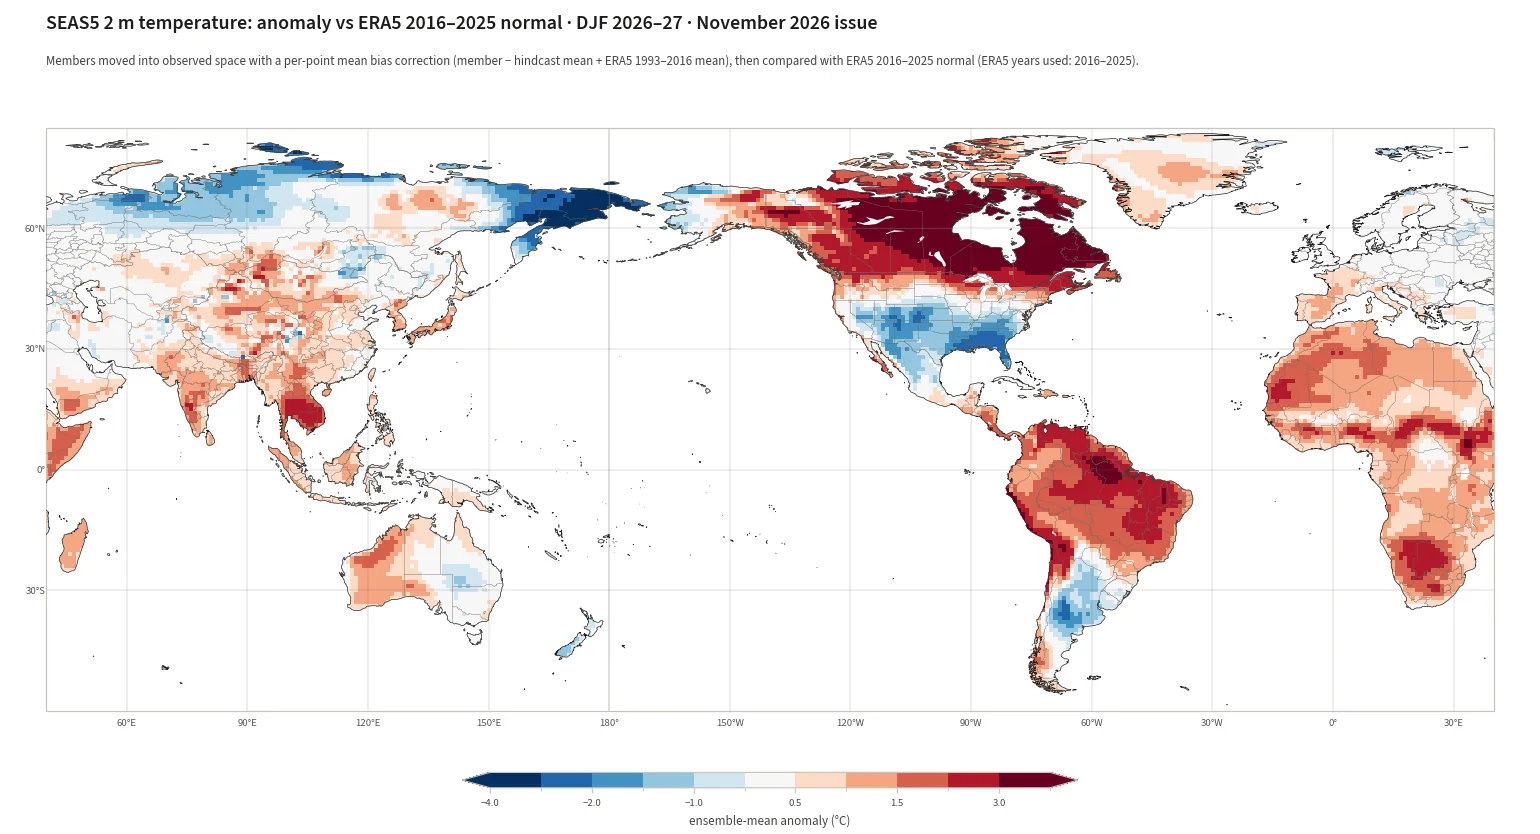 SEAS5 2 m temperature: anomaly vs ERA5 2016–2025 normal · DJF 2026–27 · November 2026 issue
Members moved into observed space with a per-point mean bias correction (member − hindcast mean + ERA5 1993–2016 mean), then compared with ERA5 2016–2025 normal (ERA5 years used: 2016–2025).
60°N
30°N
0°
30°S
60°E 90°E 120°E 150°E 180° 150°W 120°W 90°W 60°W 30°W 0° 30°E
−4.0 −2.0 −1.0 0.5 1.5 3.0
ensemble-mean anomaly (°C)